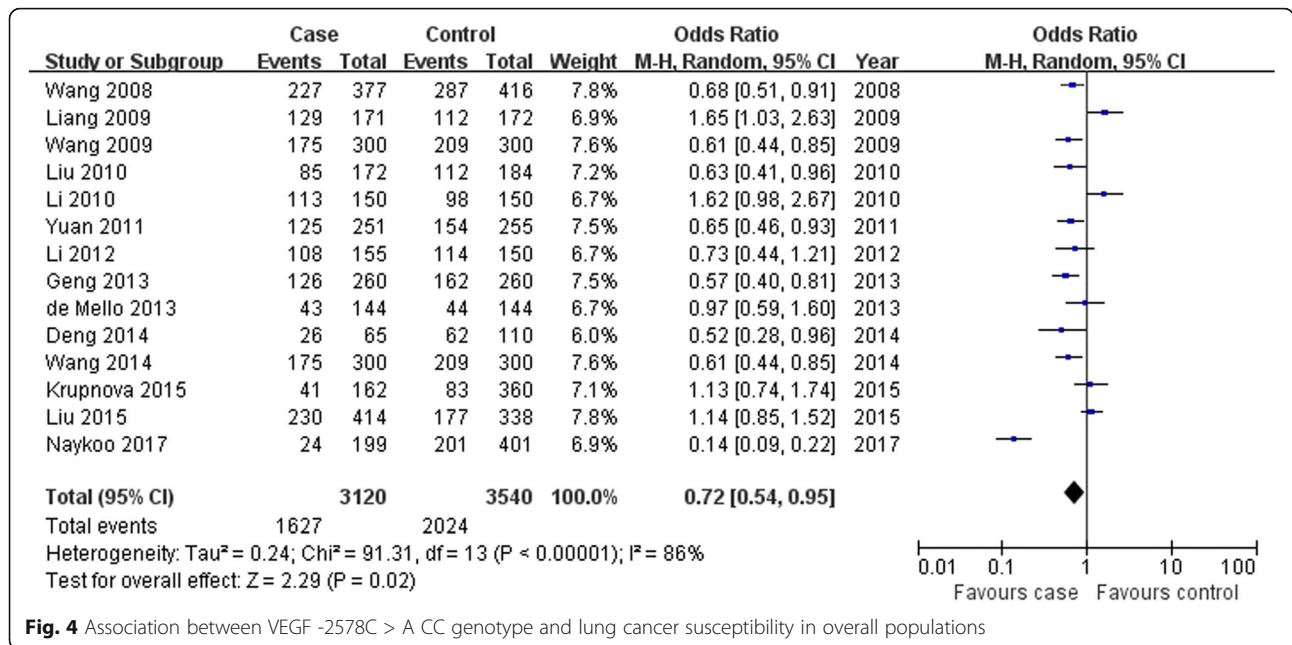 Case Control Odds Ratio Odds Ratio
Study or Subgroup Events Total Events Total Weight M-H, Random, 95% CI Year M-H, Random, 95% CI
Wang 2008 227 377 287 416 7.8% 0.68 [0.51, 0.91] 2008
Liang 2009 129 171 112 172 6.9% 1.65 [1.03, 2.63] 2009
Wang 2009 175 300 209 300 7.6% 0.61 [0.44, 0.85] 2009
Liu 2010 85 172 112 184 7.2% 0.63 [0.41, 0.96] 2010
Li 2010 113 150 98 150 6.7% 1.62 [0.98, 2.67] 2010
Yuan 2011 125 251 154 255 7.5% 0.65 [0.46, 0.93] 2011
Li 2012 108 155 114 150 6.7% 0.73 [0.44, 1.21] 2012
Geng 2013 126 260 162 260 7.5% 0.57 [0.40, 0.81] 2013
de Mello 2013 43 144 44 144 6.7% 0.97 [0.59, 1.60] 2013
Deng 2014 26 65 62 110 6.0% 0.52 [0.28, 0.96] 2014
Wang 2014 175 300 209 300 7.6% 0.61 [0.44, 0.85] 2014
Krupnova 2015 41 162 83 360 7.1% 1.13 [0.74, 1.74] 2015
Liu 2015 230 414 177 338 7.8% 1.14 [0.85, 1.52] 2015
Naykoo 2017 24 199 201 401 6.9% 0.14 [0.09, 0.22] 2017
Total (95% CI) 3120 3540 100.0% 0.72 [0.54, 0.95]
Total events 1627 2024
Heterogeneity: Tau² = 0.24; Chi² = 91.31, df = 13 (P < 0.00001); I² = 86%
Test for overall effect: Z = 2.29 (P = 0.02)
0.01 0.1 1 10 100
Favours case Favours control
Fig. 4 Association between VEGF -2578C > A CC genotype and lung cancer susceptibility in overall populations